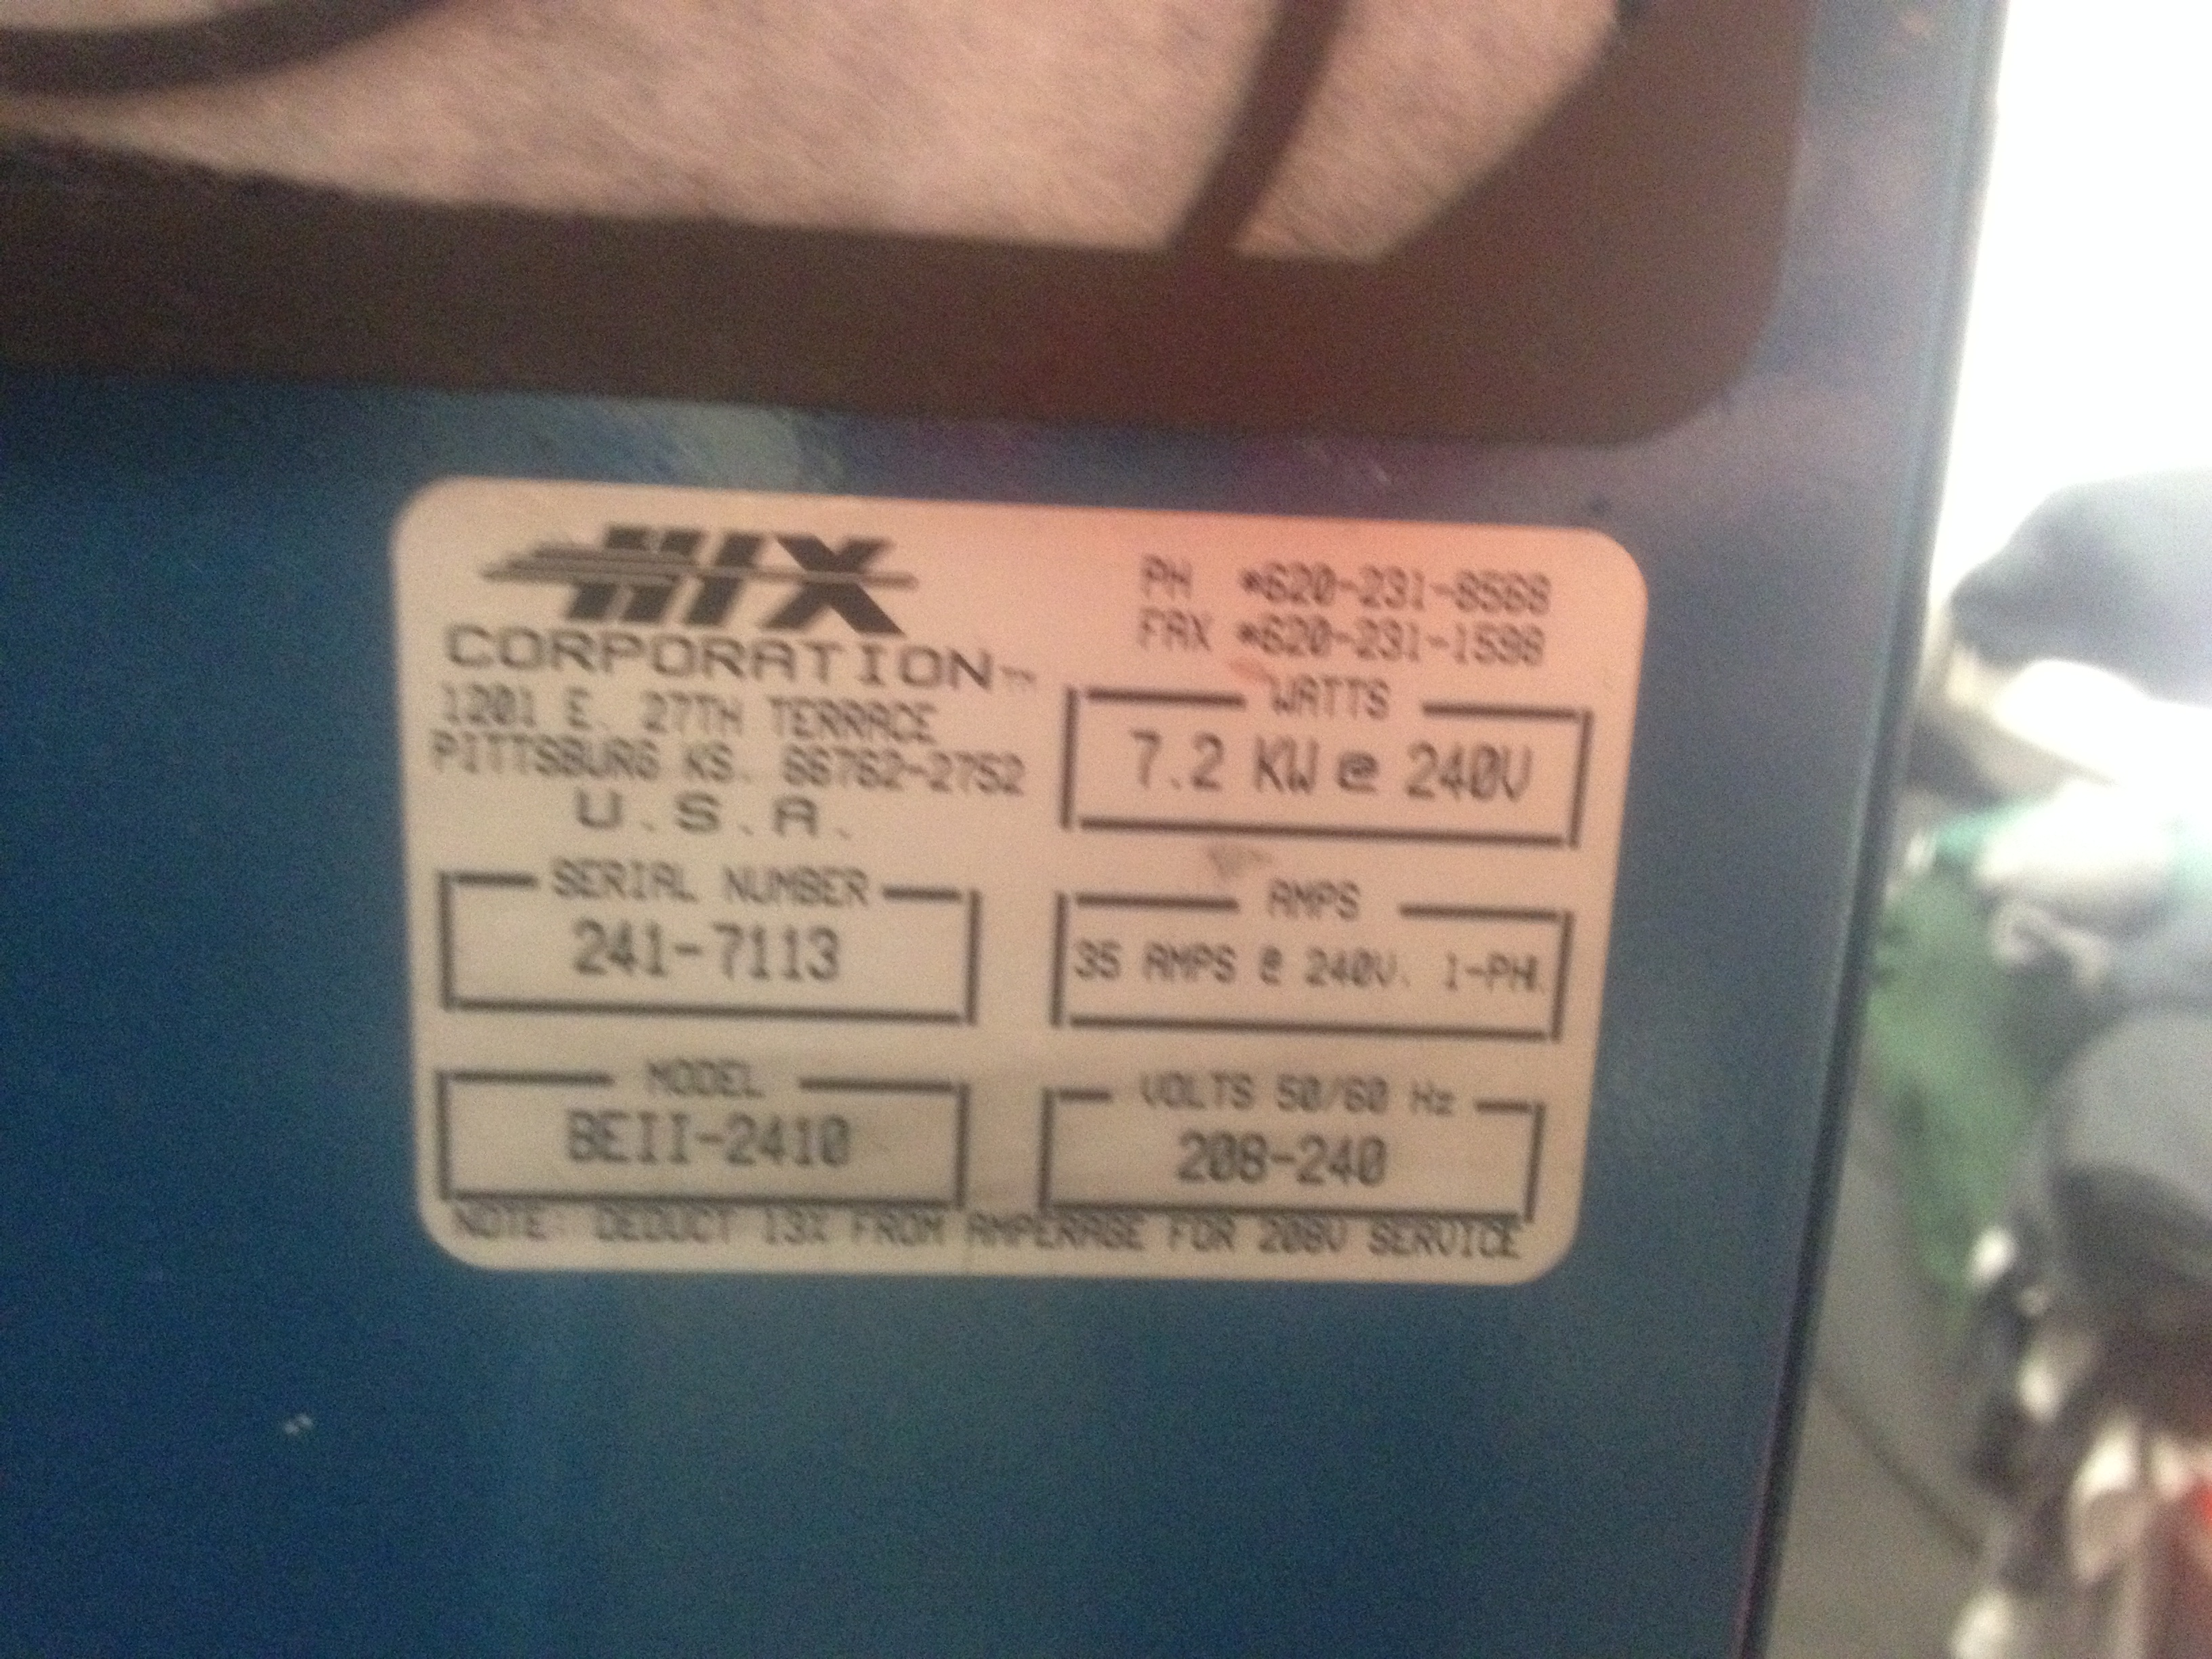 HIX
CORPORATION™
1201 E. 27TH TERRACE
PITTSBURG KS. 66762-2752
U.S.A.
PH *620-231-8568
FAX *620-231-1598
WATTS
7.2 KW @ 240V
SERIAL NUMBER
241-7113
AMPS
35 AMPS @ 240V. 1-PH.
MODEL
BEII-2410
VOLTS 50/60 Hz
208-240
NOTE: DEDUCT 13% FROM AMPERAGE FOR 208V SERVICE